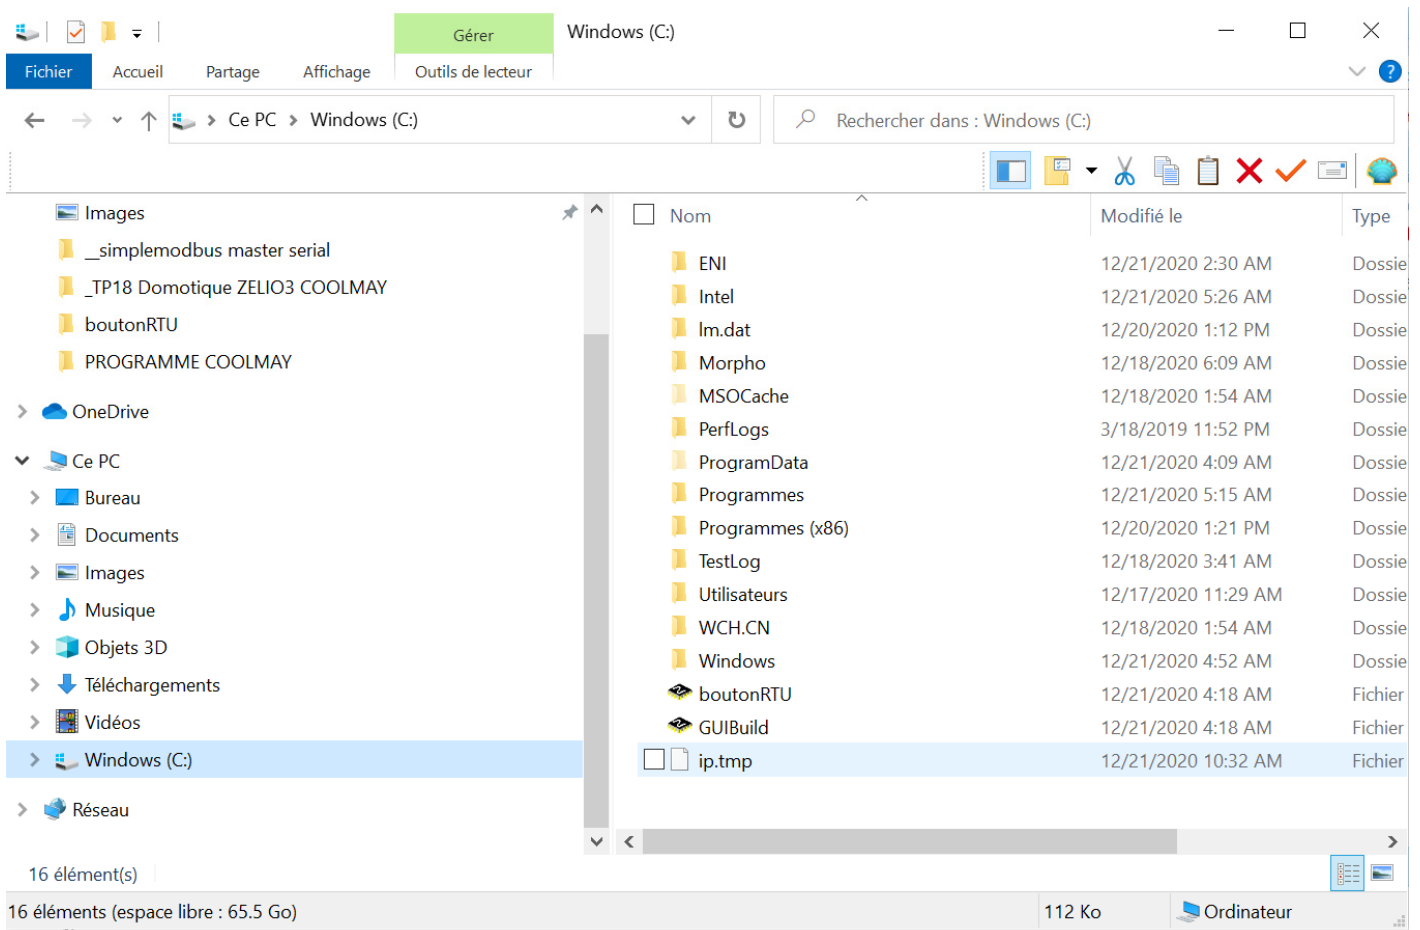 Gérer
Windows (C:)
Fichier
Accueil
Partage
Affichage
Outils de lecteur
?
Ce PC > Windows (C:)
Rechercher dans : Windows (C:)
Images
__simplemodbus master serial
_TP18 Domotique ZELIO3 COOLMAY
boutonRTU
PROGRAMME COOLMAY
OneDrive
Ce PC
Bureau
Documents
Images
Musique
Objets 3D
Téléchargements
Vidéos
Windows (C:)
Réseau
Nom Modifié le Type
ENI 12/21/2020 2:30 AM Dossie
Intel 12/21/2020 5:26 AM Dossie
lm.dat 12/20/2020 1:12 PM Dossie
Morpho 12/18/2020 6:09 AM Dossie
MSOCache 12/18/2020 1:54 AM Dossie
PerfLogs 3/18/2019 11:52 PM Dossie
ProgramData 12/21/2020 4:09 AM Dossie
Programmes 12/21/2020 5:15 AM Dossie
Programmes (x86) 12/20/2020 1:21 PM Dossie
TestLog 12/18/2020 3:41 AM Dossie
Utilisateurs 12/17/2020 11:29 AM Dossie
WCH.CN 12/18/2020 1:54 AM Dossie
Windows 12/21/2020 4:52 AM Dossie
boutonRTU 12/21/2020 4:18 AM Fichier
GUIBuild 12/21/2020 4:18 AM Fichier
ip.tmp 12/21/2020 10:32 AM Fichier
16 élément(s)
16 éléments (espace libre : 65.5 Go)
112 Ko
Ordinateur